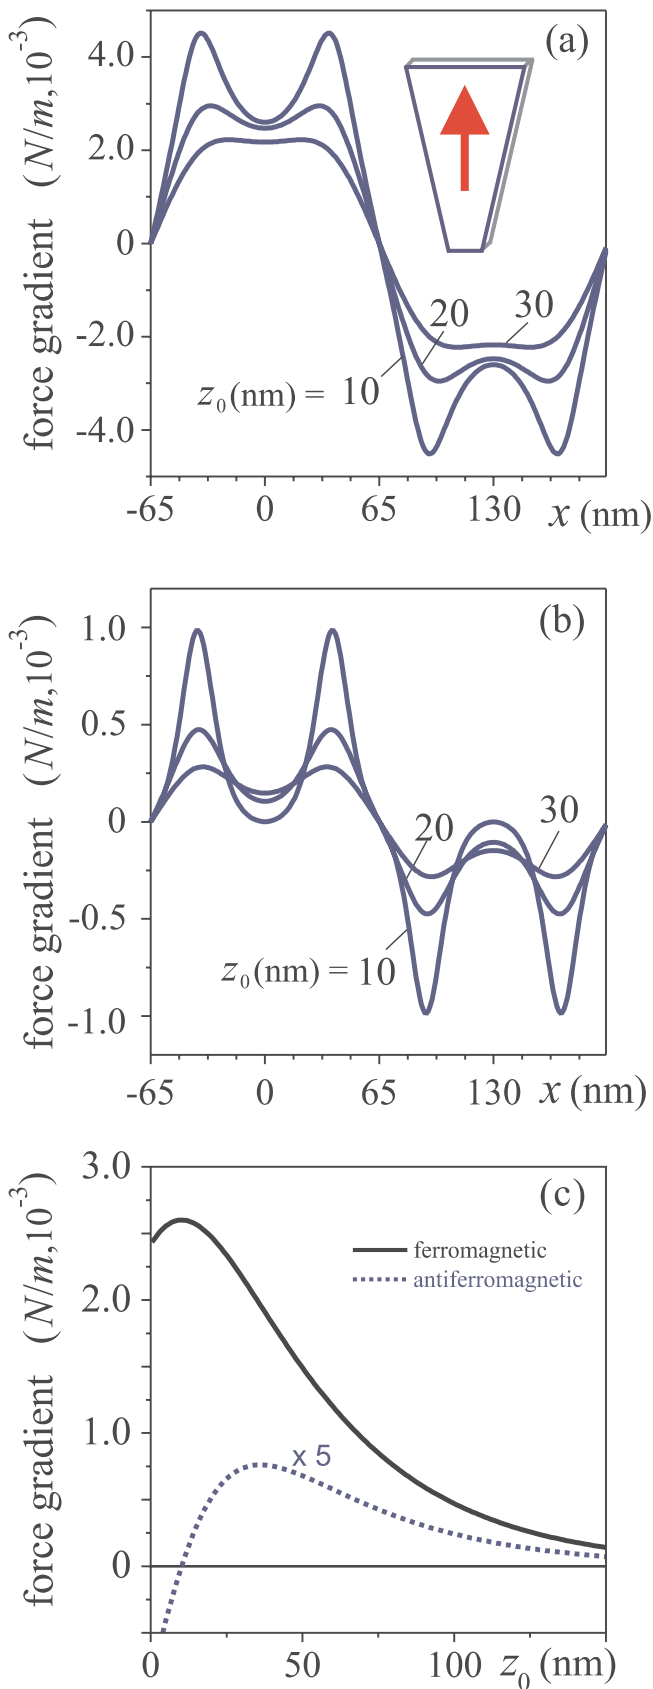 (a)
force gradient (N/m,10⁻³)
4.0
2.0
0
-2.0
-4.0
20
30
z₀(nm) = 10
-65 0 65 130 x (nm)
(b)
force gradient (N/m,10⁻³)
1.0
0.5
0
-0.5
-1.0
20
30
z₀(nm) = 10
-65 0 65 130 x (nm)
(c)
force gradient (N/m,10⁻³)
3.0
2.0
1.0
0
ferromagnetic
antiferromagnetic
x 5
0 50 100 z₀ (nm)